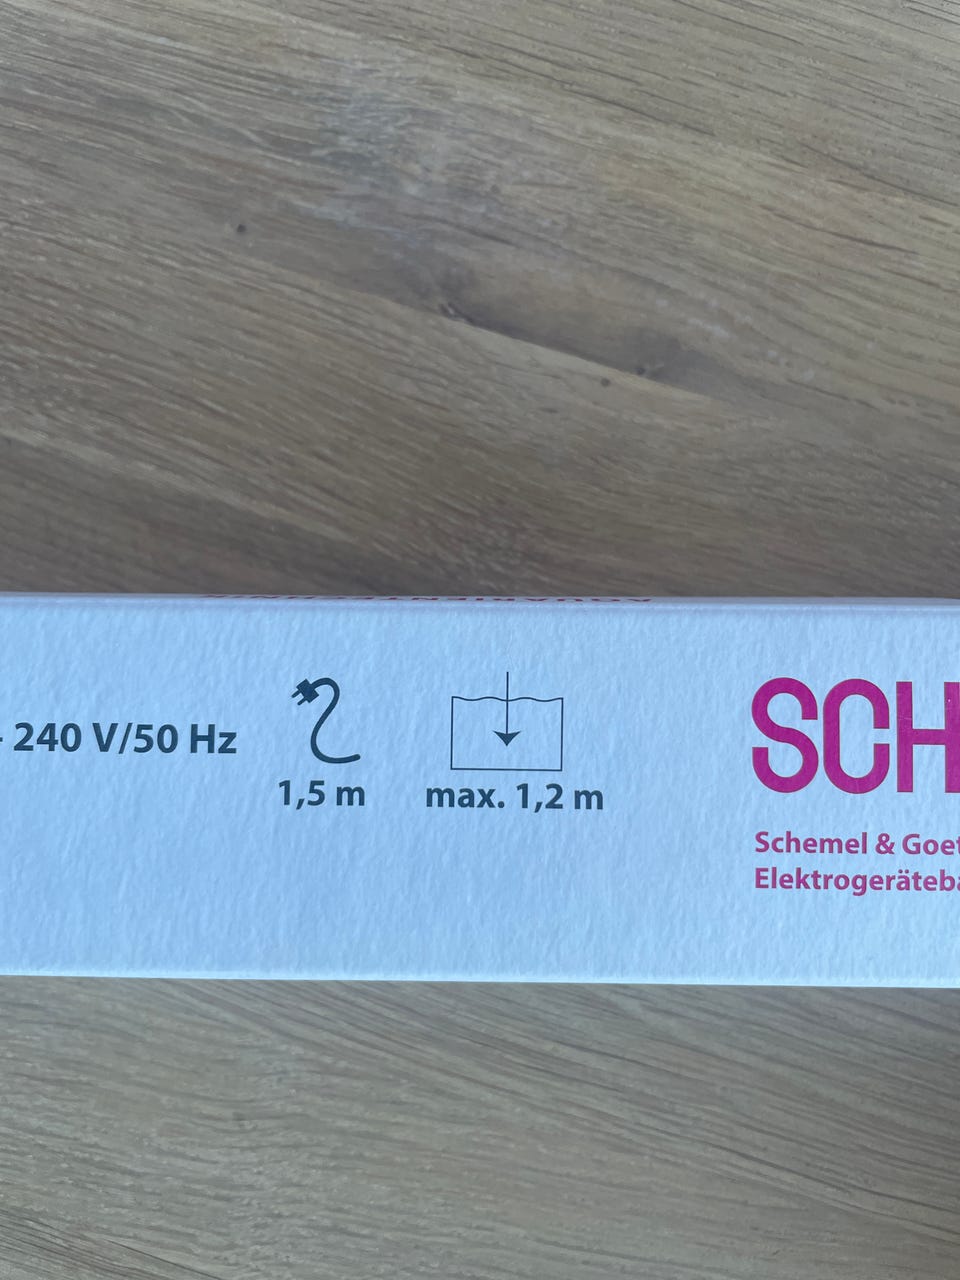 - 240 V/50 Hz
1,5 m
max. 1,2 m
SCH
Schemel & Goet
Elektrogeräteba